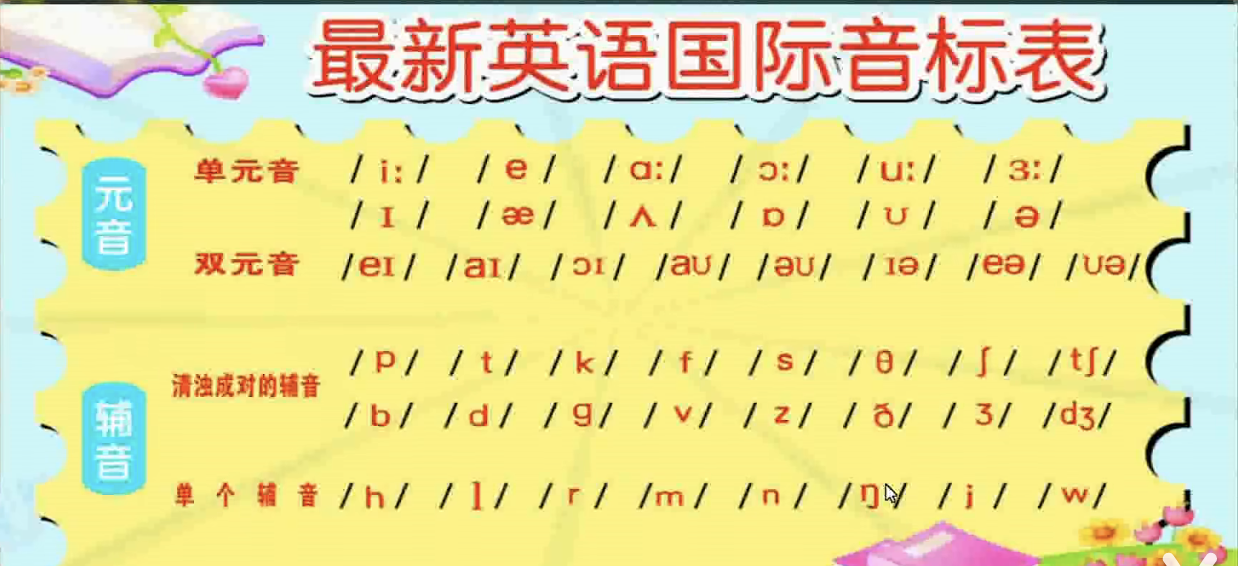 最新英语国际音标表
元音
单元音 /iː/ /e/ /ɑː/ /ɔː/ /uː/ /ɜː/
/ɪ/ /æ/ /ʌ/ /ɒ/ /ʊ/ /ə/
双元音 /eɪ/ /aɪ/ /ɔɪ/ /aʊ/ /əʊ/ /ɪə/ /eə/ /ʊə/
辅音
清浊成对的辅音 /p/ /t/ /k/ /f/ /s/ /θ/ /ʃ/ /tʃ/
/b/ /d/ /g/ /v/ /z/ /ð/ /ʒ/ /dʒ/
单个辅音 /h/ /l/ /r/ /m/ /n/ /ŋ/ /j/ /w/